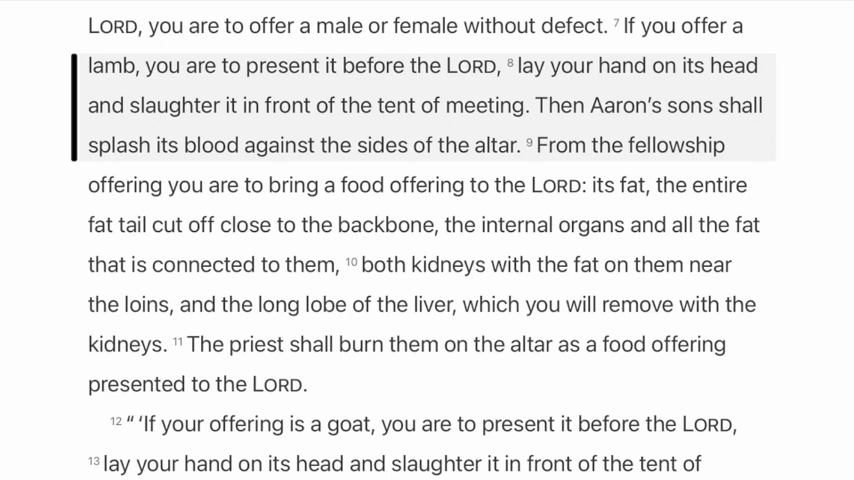 LORD, you are to offer a male or female without defect. 7 If you offer a
lamb, you are to present it before the LORD, 8 lay your hand on its head
and slaughter it in front of the tent of meeting. Then Aaron’s sons shall
splash its blood against the sides of the altar. 9 From the fellowship
offering you are to bring a food offering to the LORD: its fat, the entire
fat tail cut off close to the backbone, the internal organs and all the fat
that is connected to them, 10 both kidneys with the fat on them near
the loins, and the long lobe of the liver, which you will remove with the
kidneys. 11 The priest shall burn them on the altar as a food offering
presented to the LORD.
12 “ ‘If your offering is a goat, you are to present it before the LORD,
13 lay your hand on its head and slaughter it in front of the tent of